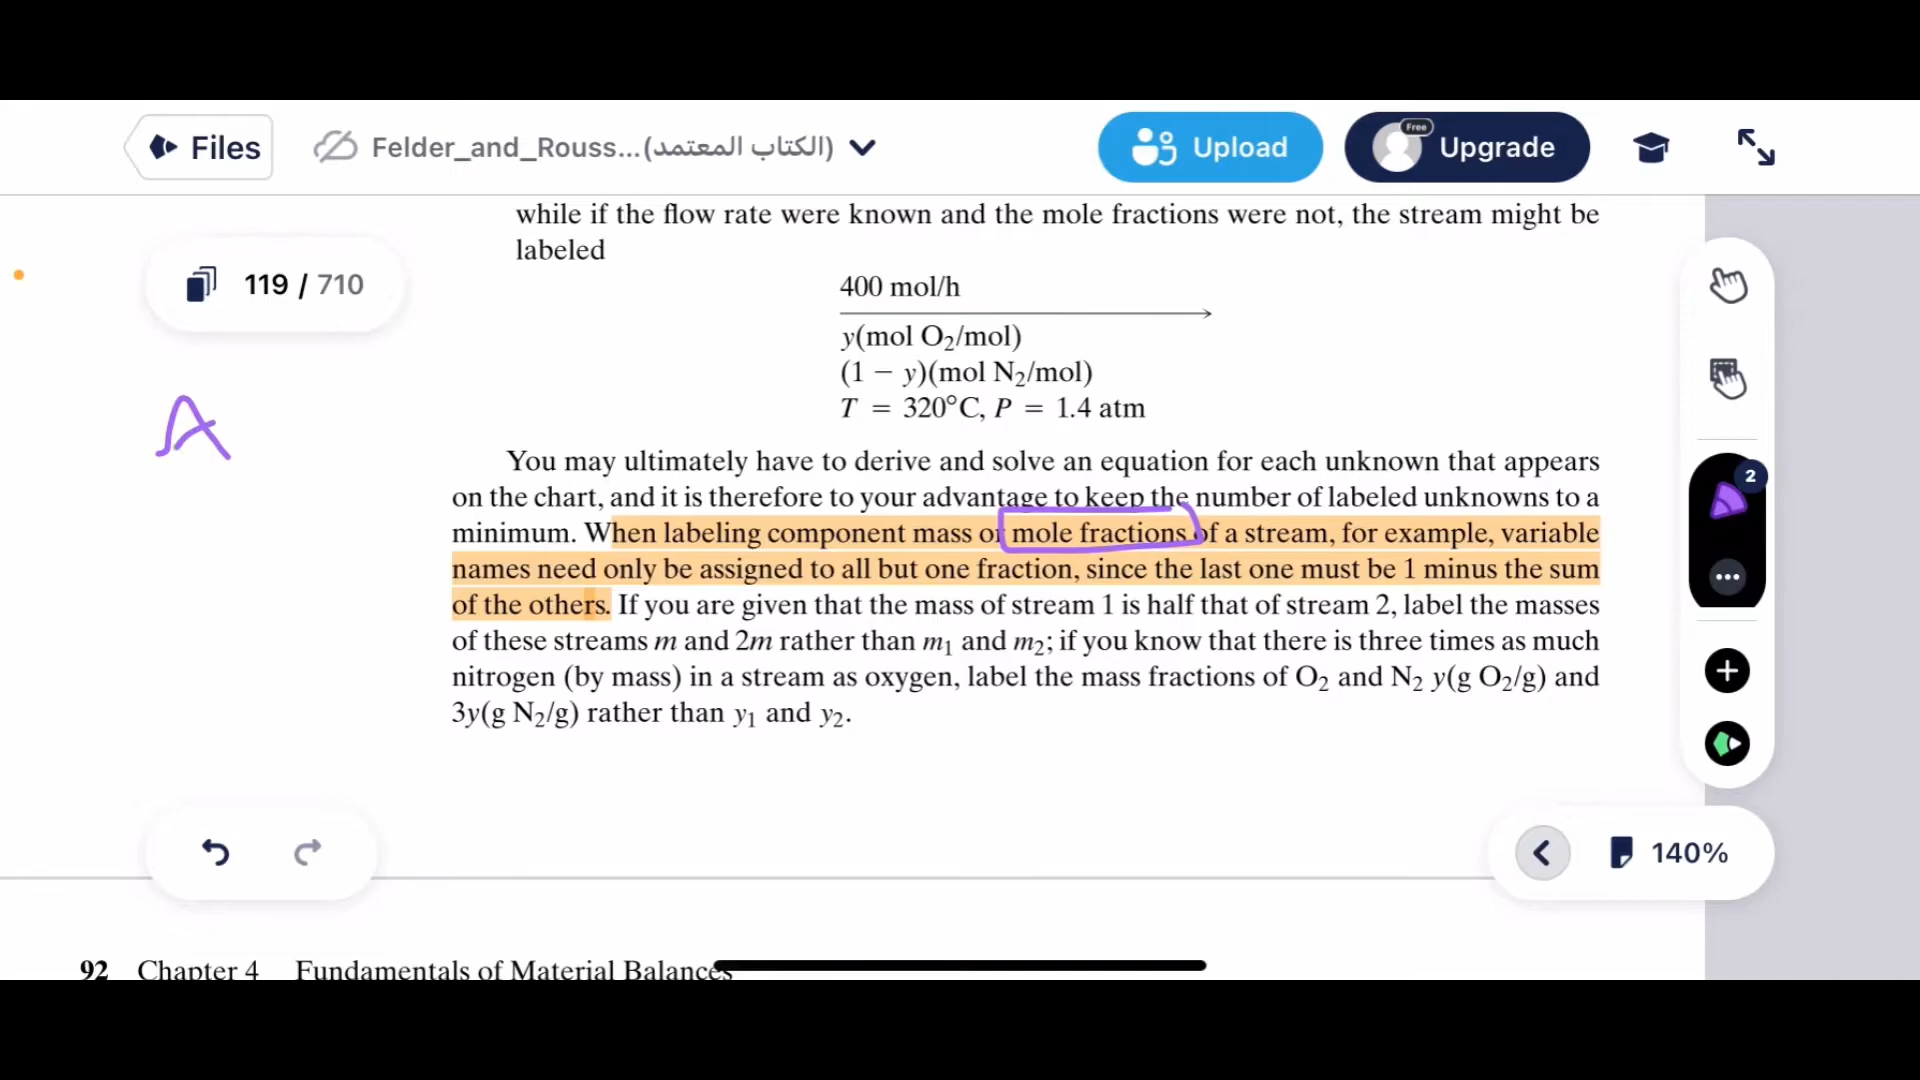 Files
Felder_and_Rouss...(الكتاب المعتمد)
Upload
Free
Upgrade
while if the flow rate were known and the mole fractions were not, the stream might be
labeled
119 / 710
400 mol/h
y(mol O₂/mol)
(1 − y)(mol N₂/mol)
T = 320°C, P = 1.4 atm
A
You may ultimately have to derive and solve an equation for each unknown that appears
on the chart, and it is therefore to your advantage to keep the number of labeled unknowns to a
minimum. When labeling component mass or mole fractions of a stream, for example, variable
names need only be assigned to all but one fraction, since the last one must be 1 minus the sum
of the others. If you are given that the mass of stream 1 is half that of stream 2, label the masses
of these streams m and 2m rather than m₁ and m₂; if you know that there is three times as much
nitrogen (by mass) in a stream as oxygen, label the mass fractions of O₂ and N₂ y(g O₂/g) and
3y(g N₂/g) rather than y₁ and y₂.
2
140%
92 Chapter 4 Fundamentals of Material Balances